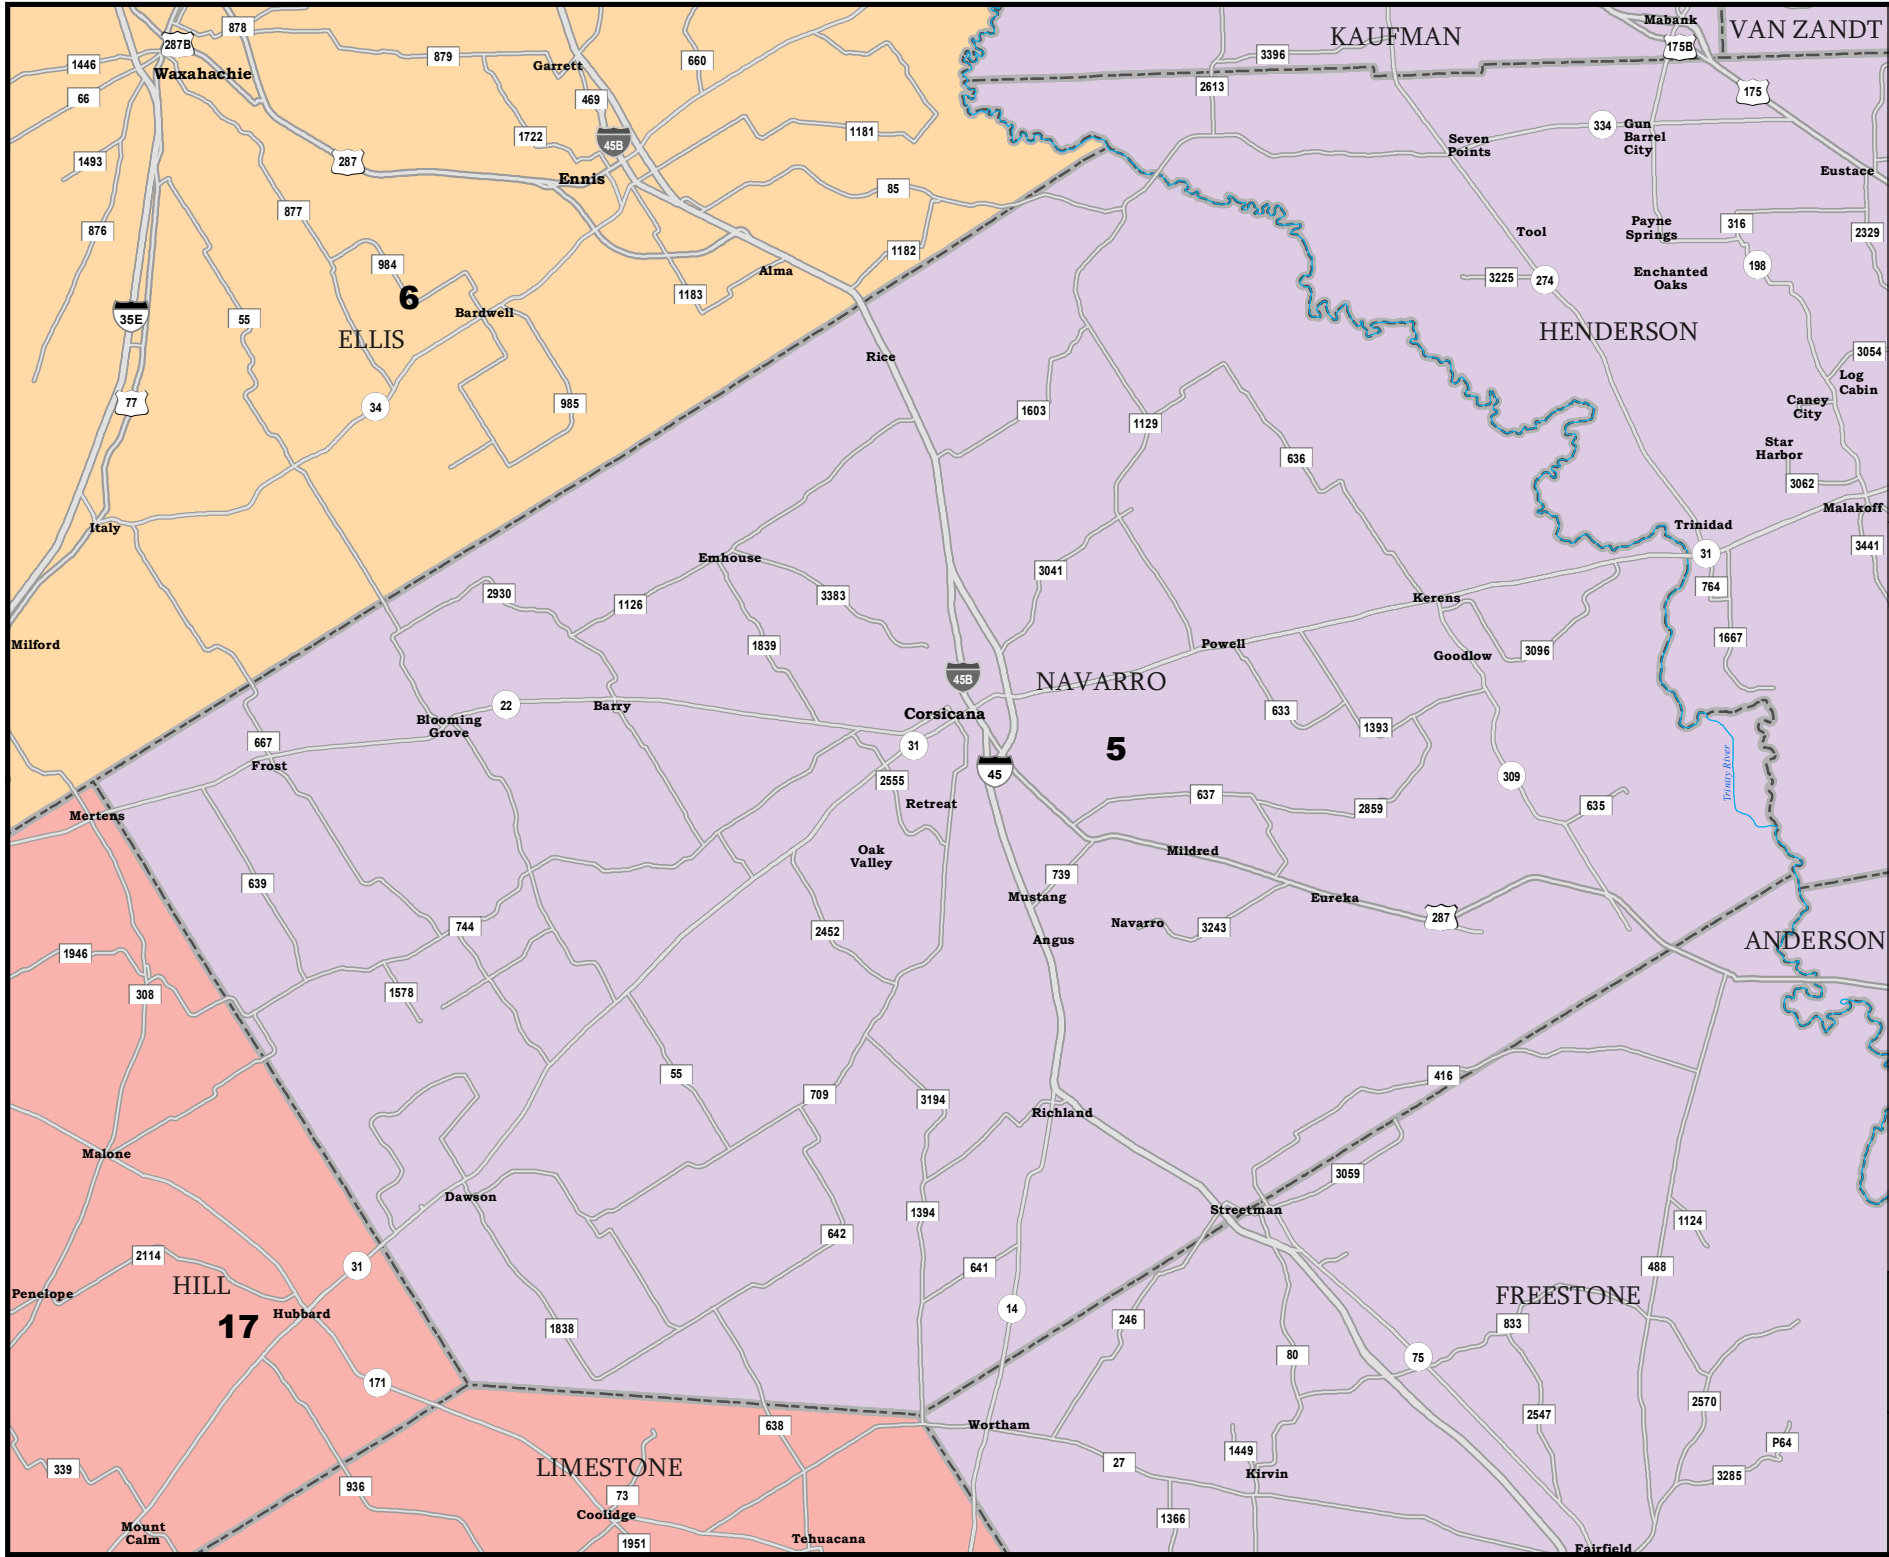 878
287B
1446
Waxahachie
66
879
Garrett
660
469
1722
45B
1181
Ennis
287
1493
877
85
876
984
1182
Alma
6
1183
35E
55
Bardwell
ELLIS
77
34
985
Italy
Milford
KAUFMAN
3396
2613
Mabank
175B
VAN ZANDT
175
334
Gun
Barrel
City
Seven
Points
Eustace
Payne
Springs
316
2329
Tool
198
3225
274
Enchanted
Oaks
HENDERSON
3054
Log
Cabin
Caney
City
Star
Harbor
3062
Malakoff
Trinidad
31
3441
764
1667
Rice
1603
1129
636
Emhouse
2930
1126
3383
3041
Kerens
1839
Powell
Goodlow
3096
45B
NAVARRO
22
Barry
Blooming
Grove
Corsicana
633
1393
667
31
5
Frost
2555
45
309
Trinity River
Retreat
637
2859
635
Mertens
Oak
Valley
Mildred
639
739
Mustang
Eureka
744
2452
Navarro
3243
287
Angus
ANDERSON
1946
308
1578
55
709
3194
416
Richland
Malone
3059
Dawson
Streetman
1394
1124
642
2114
31
641
488
HILL
Penelope
Hubbard
17
14
FREESTONE
246
833
1838
80
75
171
2570
2547
638
Wortham
P64
1449
27
Kirvin
3285
LIMESTONE
339
936
73
Coolidge
1366
Mount
Calm
1951
Tehuacana
Fairfield